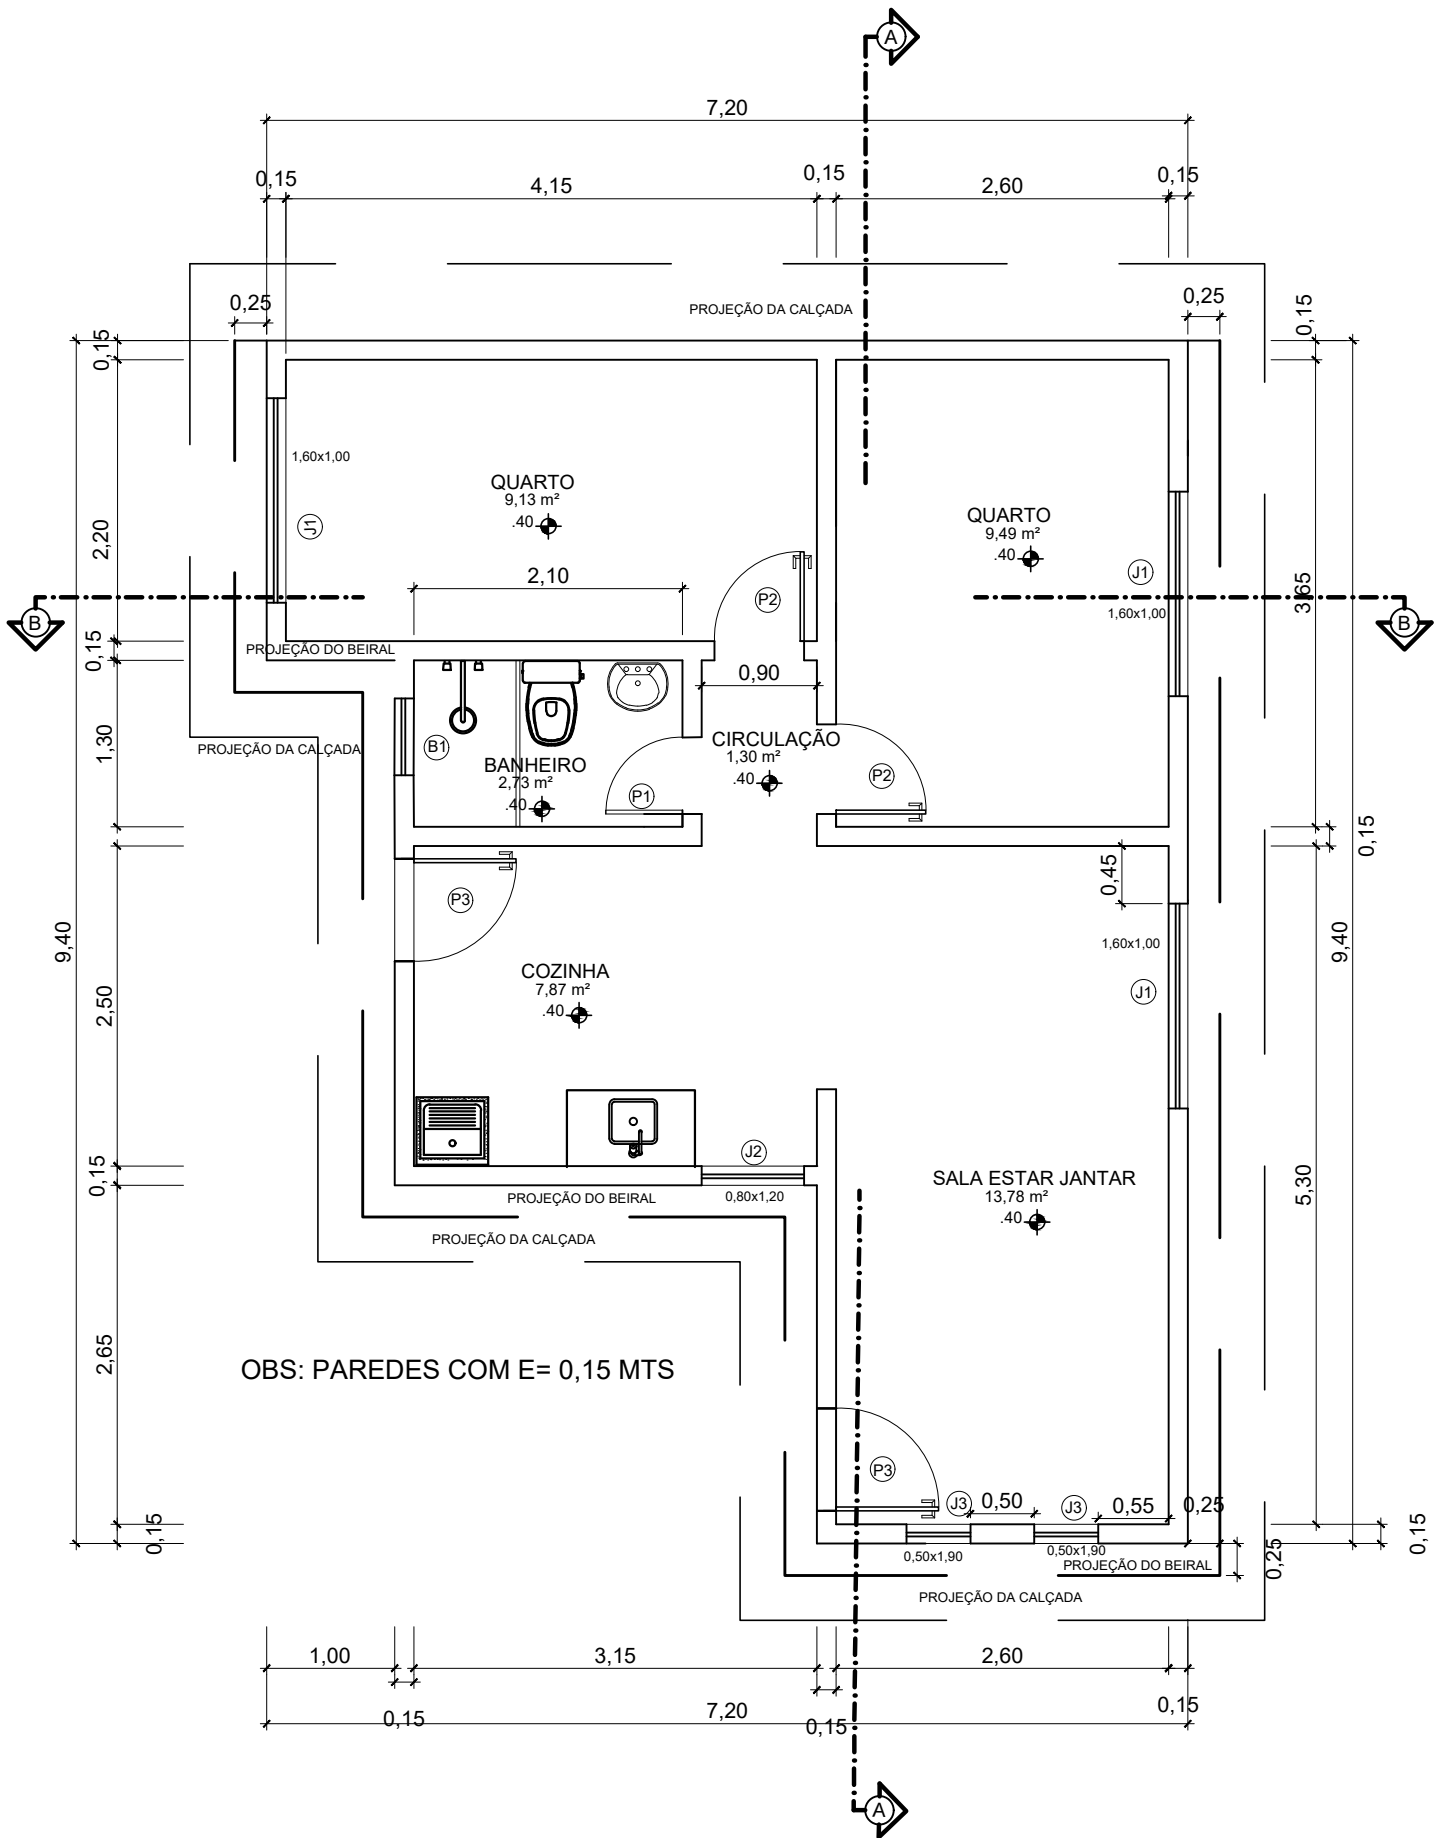 A
7,20
0,15
4,15
0,15
2,60
0,15
0,25
PROJEÇÃO DA CALÇADA
0,25
0,15
0,15
1,60x1,00
QUARTO
9,13 m²
.40
J1
QUARTO
9,49 m²
.40
J1
1,60x1,00
2,20
3,65
2,10
P2
B
B
0,15
PROJEÇÃO DO BEIRAL
0,90
PROJEÇÃO DA CALÇADA
1,30
B1
BANHEIRO
2,73 m²
.40
P1
CIRCULAÇÃO
1,30 m²
.40
P2
0,15
0,45
P3
9,40
9,40
1,60x1,00
COZINHA
7,87 m²
.40
J1
2,50
J2
0,15
0,80x1,20
PROJEÇÃO DO BEIRAL
PROJEÇÃO DA CALÇADA
SALA ESTAR JANTAR
13,78 m²
.40
5,30
2,65
OBS: PAREDES COM E= 0,15 MTS
P3
J3
0,50
J3
0,55
0,25
0,15
0,15
0,50x1,90
0,50x1,90
PROJEÇÃO DO BEIRAL
0,25
PROJEÇÃO DA CALÇADA
1,00
3,15
2,60
0,15
7,20
0,15
0,15
A